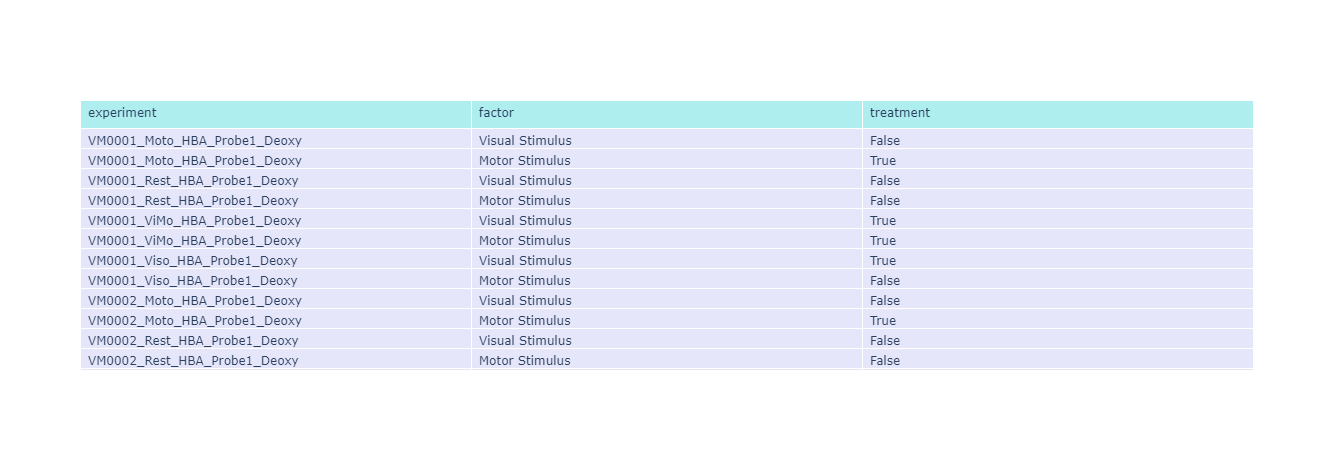 experiment factor treatment
VM0001_Moto_HBA_Probe1_Deoxy Visual Stimulus False
VM0001_Moto_HBA_Probe1_Deoxy Motor Stimulus True
VM0001_Rest_HBA_Probe1_Deoxy Visual Stimulus False
VM0001_Rest_HBA_Probe1_Deoxy Motor Stimulus False
VM0001_ViMo_HBA_Probe1_Deoxy Visual Stimulus True
VM0001_ViMo_HBA_Probe1_Deoxy Motor Stimulus True
VM0001_Viso_HBA_Probe1_Deoxy Visual Stimulus True
VM0001_Viso_HBA_Probe1_Deoxy Motor Stimulus False
VM0002_Moto_HBA_Probe1_Deoxy Visual Stimulus False
VM0002_Moto_HBA_Probe1_Deoxy Motor Stimulus True
VM0002_Rest_HBA_Probe1_Deoxy Visual Stimulus False
VM0002_Rest_HBA_Probe1_Deoxy Motor Stimulus False